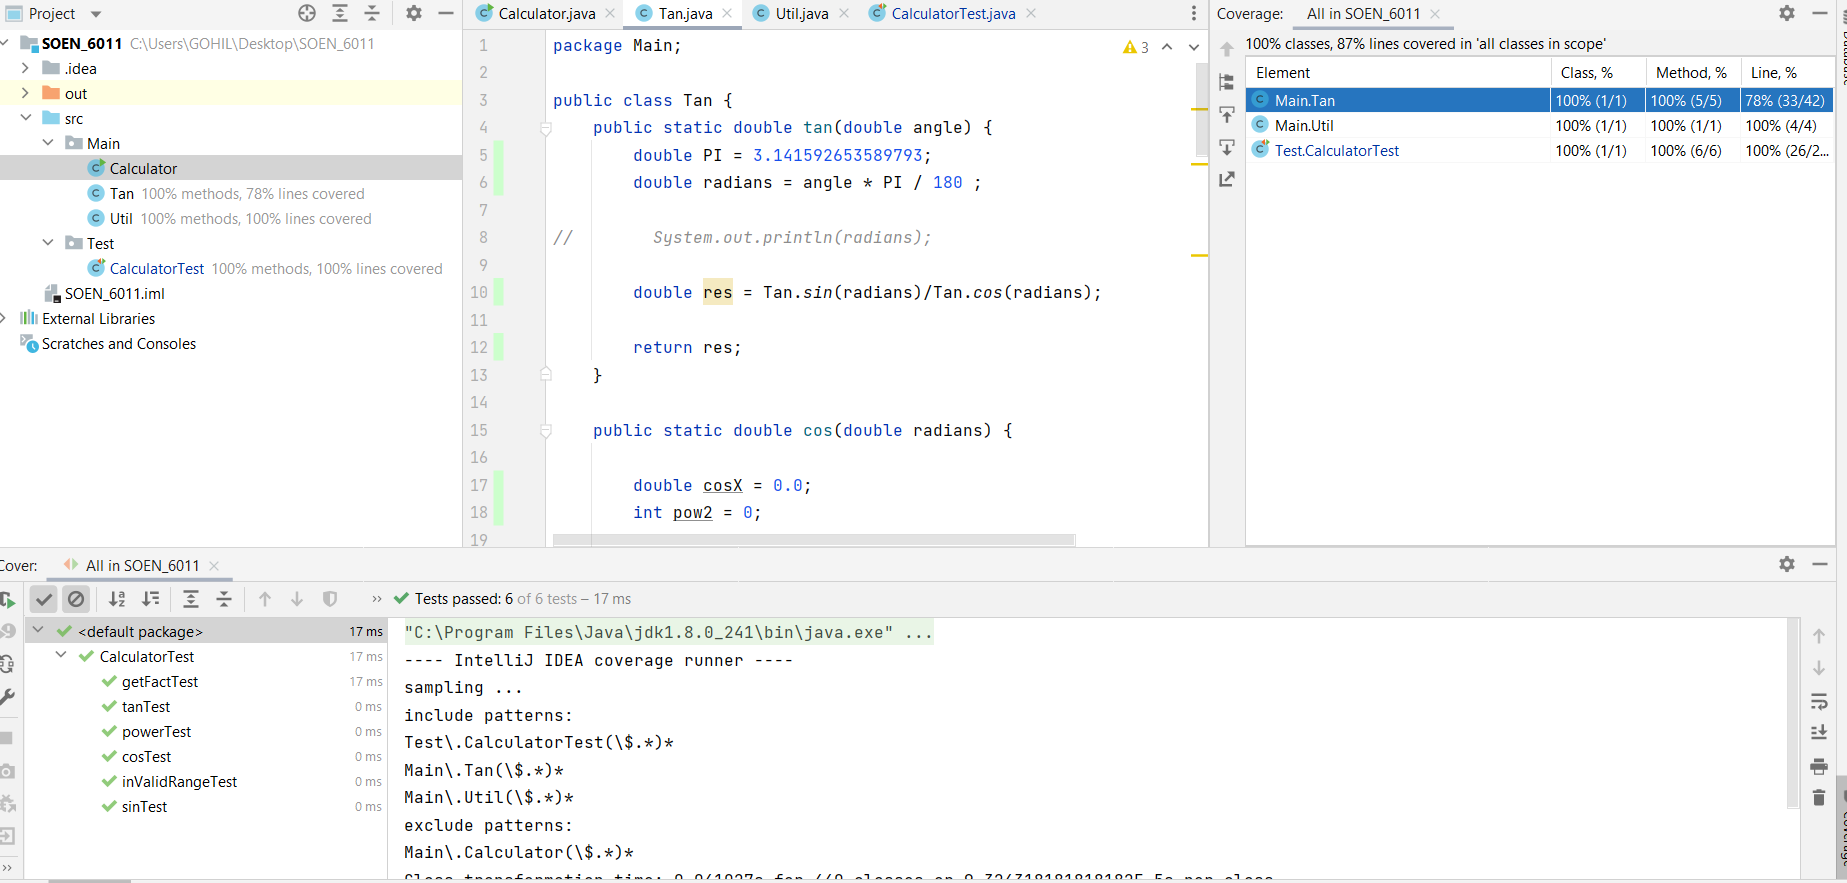 Project
SOEN_6011 C:\Users\GOHIL\Desktop\SOEN_6011
.idea
out
src
Main
Calculator
Tan 100% methods, 78% lines covered
Util 100% methods, 100% lines covered
Test
CalculatorTest 100% methods, 100% lines covered
SOEN_6011.iml
External Libraries
Scratches and Consoles
Calculator.java
Tan.java
Util.java
CalculatorTest.java
3
1 package Main;
2
3 public class Tan {
4 public static double tan(double angle) {
5 double PI = 3.141592653589793;
6 double radians = angle * PI / 180 ;
7
8 // System.out.println(radians);
9
10 double res = Tan.sin(radians)/Tan.cos(radians);
11
12 return res;
13 }
14
15 public static double cos(double radians) {
16
17 double cosX = 0.0;
18 int pow2 = 0;
19
Coverage: All in SOEN_6011
100% classes, 87% lines covered in 'all classes in scope'
Element Class, % Method, % Line, %
Main.Tan 100% (1/1) 100% (5/5) 78% (33/42)
Main.Util 100% (1/1) 100% (1/1) 100% (4/4)
Test.CalculatorTest 100% (1/1) 100% (6/6) 100% (26/2...
Cover: All in SOEN_6011
Tests passed: 6 of 6 tests – 17 ms
<default package> 17 ms
CalculatorTest 17 ms
getFactTest 17 ms
tanTest 0 ms
powerTest 0 ms
cosTest 0 ms
inValidRangeTest 0 ms
sinTest 0 ms
"C:\Program Files\Java\jdk1.8.0_241\bin\java.exe" ...
---- IntelliJ IDEA coverage runner ----
sampling ...
include patterns:
Test\.CalculatorTest(\$.*)*
Main\.Tan(\$.*)*
Main\.Util(\$.*)*
exclude patterns:
Main\.Calculator(\$.*)*